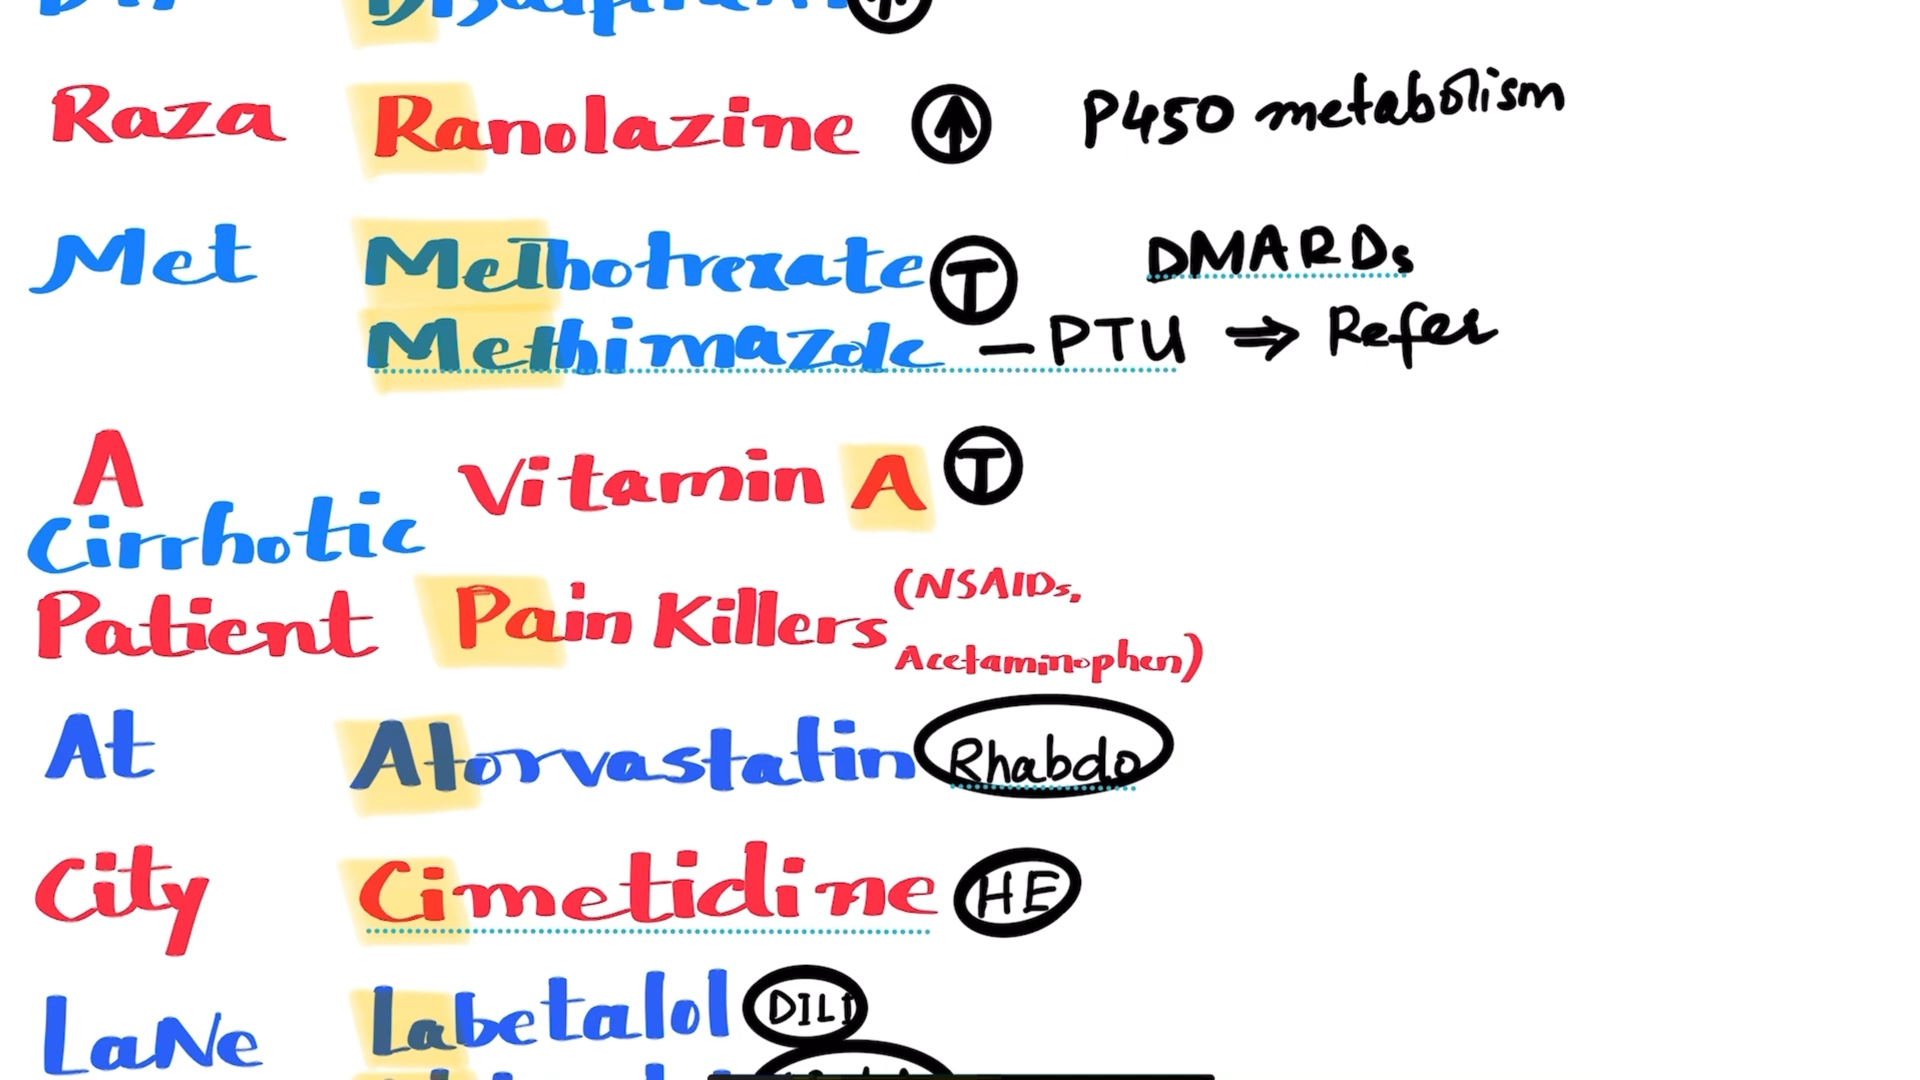 Raza Ranolazine ↑ P450 metabolism
Met Methotrexate T DMARDs
Methimazole - PTU ⇒ Refer
A Vitamin A T
Cirrhotic
Patient Pain Killers (NSAIDs,
Acetaminophen)
At Atorvastatin Rhabdo
City Cimetidine HE
LaNe Labetalol DILI